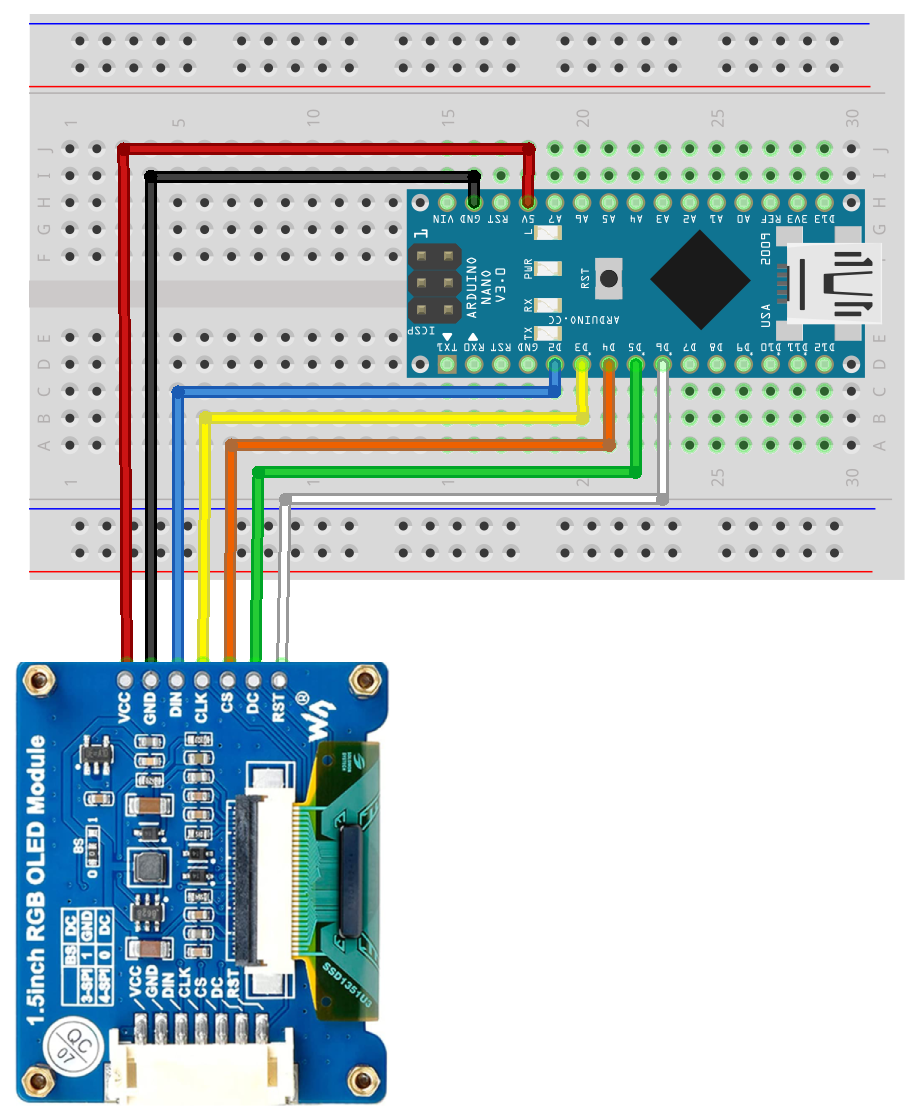 1 5 10 15 20 25 30
J J
I I
H H
G
F
E E
D D
C C
B B
A A
1 5 10 15 20 25 30
VIN GND RST 5V A7 A6 A5 A4 A3 A2 A1 A0 REF 3V3 D13
L
PWR
RX
TX
RST
ARDUINO
NANO
V3.0
ICSP
1
ARDUINO.CC
USA
TX1 RX0 RST GND D2 D3 D4 D5 D6 D7 D8 D9 D10 D11 D12
VCC GND DIN CLK CS DC RST
®
1.5inch RGB OLED Module
BS
1
0
BS DC
3-SPI 1 GND
4-SPI 0 DC
VCC GND DIN CLK CS DC RST
SSD1351U3
QC
07